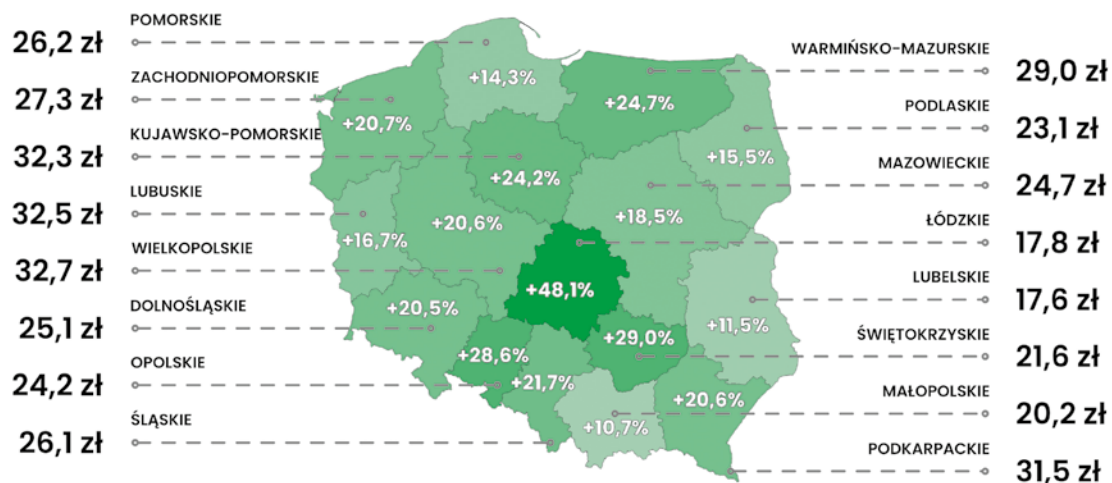 POMORSKIE
26,2 zł
ZACHODNIOPOMORSKIE
27,3 zł
KUJAWSKO-POMORSKIE
32,3 zł
LUBUSKIE
32,5 zł
WIELKOPOLSKIE
32,7 zł
DOLNOŚLĄSKIE
25,1 zł
OPOLSKIE
24,2 zł
ŚLĄSKIE
26,1 zł
+14,3%
+24,7%
+20,7%
+15,5%
+24,2%
+20,6%
+18,5%
+16,7%
+48,1%
+20,5%
+11,5%
+29,0%
+28,6%
+21,7%
+20,6%
+10,7%
WARMIŃSKO-MAZURSKIE
29,0 zł
PODLASKIE
23,1 zł
MAZOWIECKIE
24,7 zł
ŁÓDZKIE
17,8 zł
LUBELSKIE
17,6 zł
ŚWIĘTOKRZYSKIE
21,6 zł
MAŁOPOLSKIE
20,2 zł
PODKARPACKIE
31,5 zł